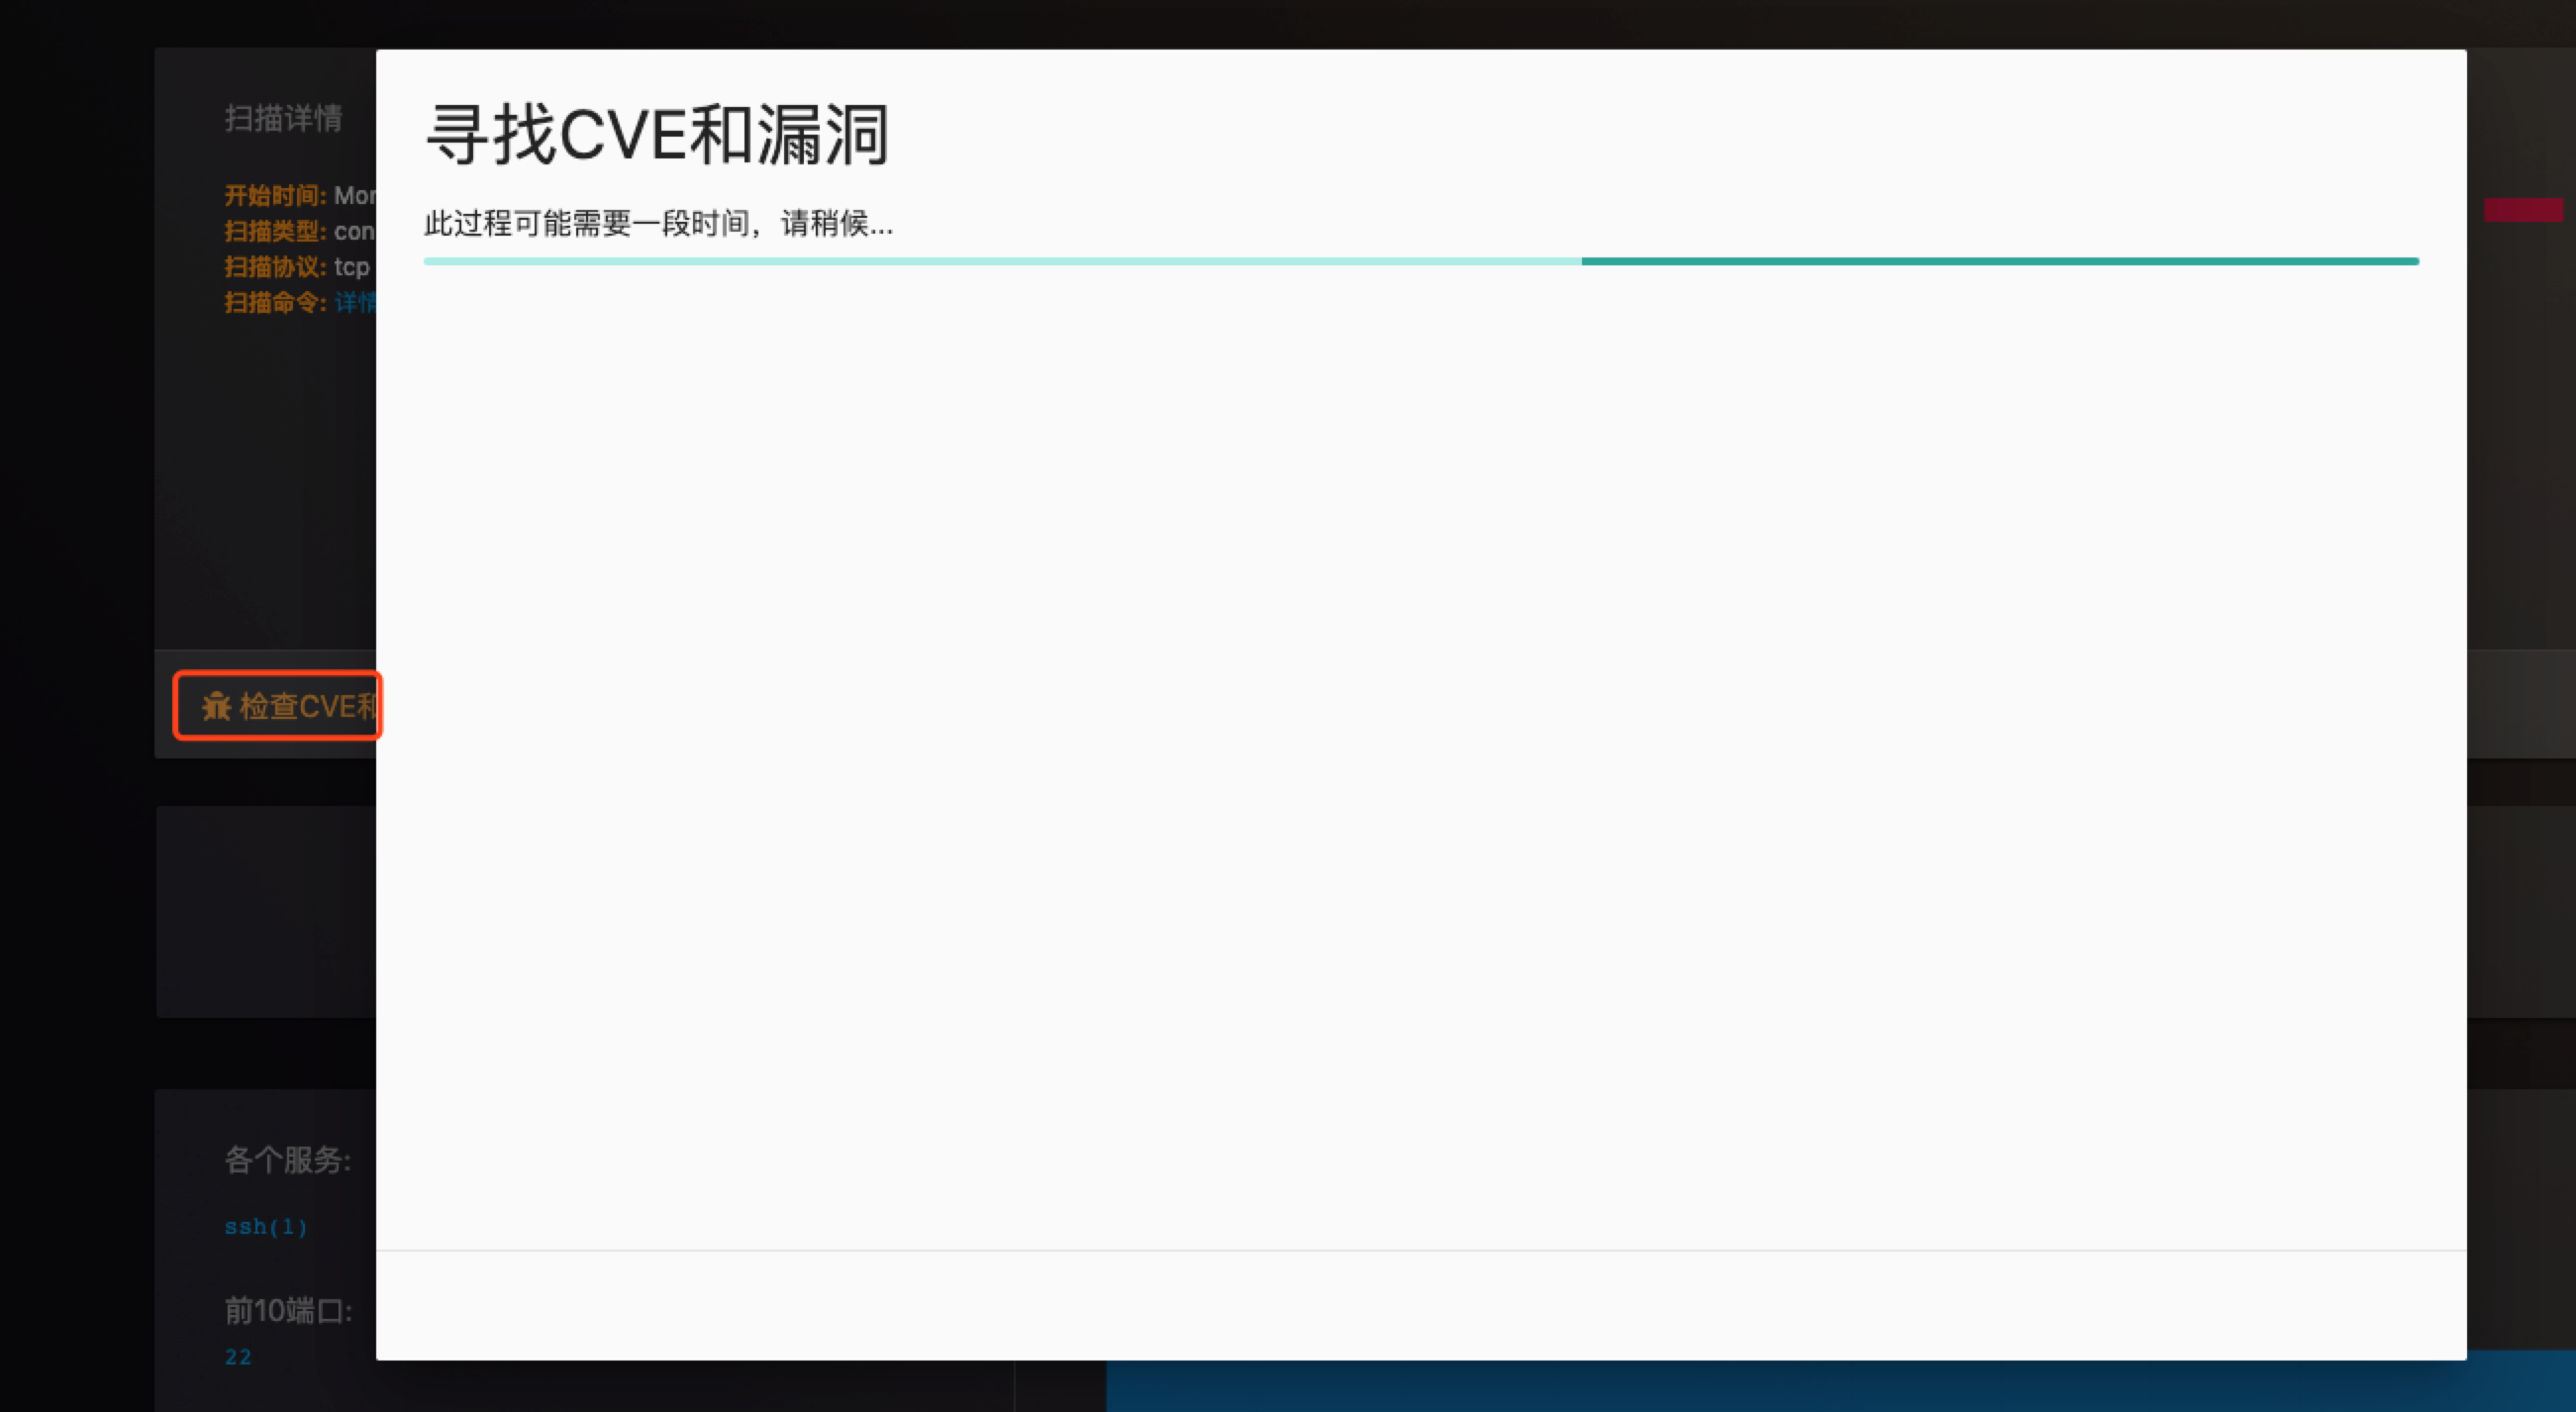 扫描详情
开始时间: Mon
扫描类型: con
扫描协议: tcp
扫描命令: 详情
检查CVE和
寻找CVE和漏洞
此过程可能需要一段时间，请稍候...
各个服务:
ssh(1)
前10端口:
22